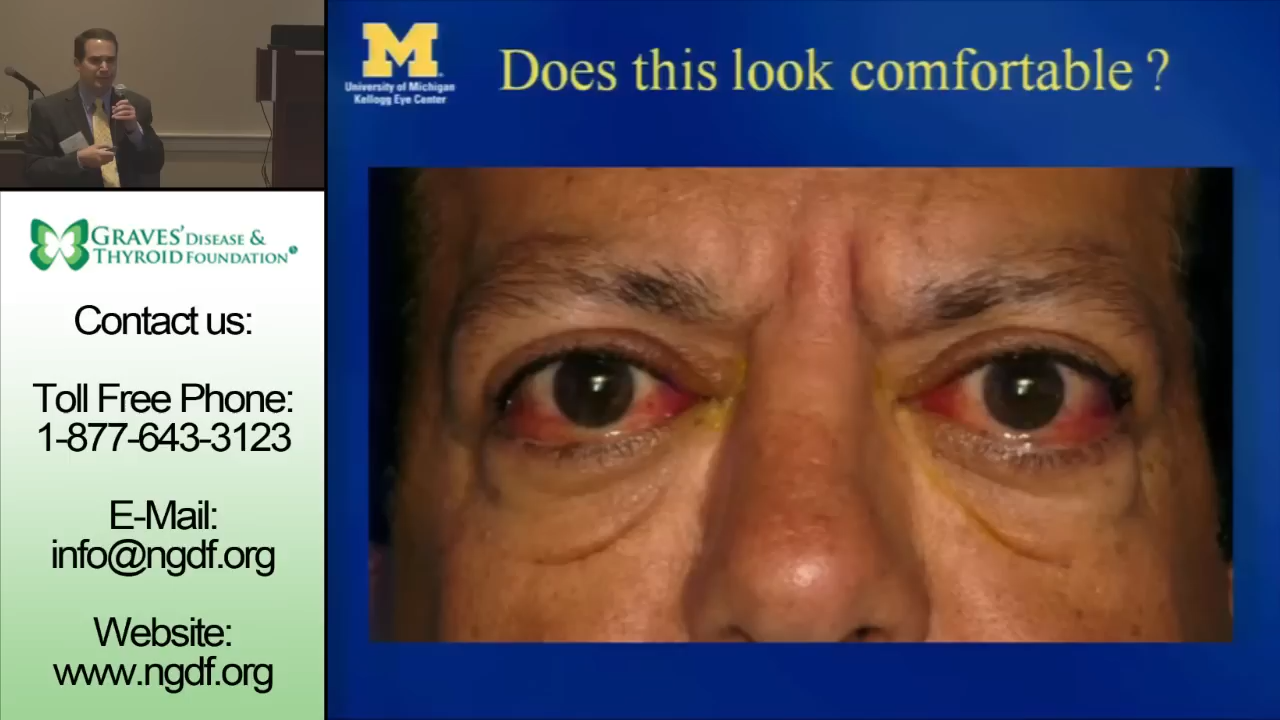 M
University of Michigan
Kellogg Eye Center
Does this look comfortable ?
GRAVES' DISEASE &
THYROID FOUNDATION
Contact us:
Toll Free Phone:
1-877-643-3123
E-Mail:
info@ngdf.org
Website:
www.ngdf.org